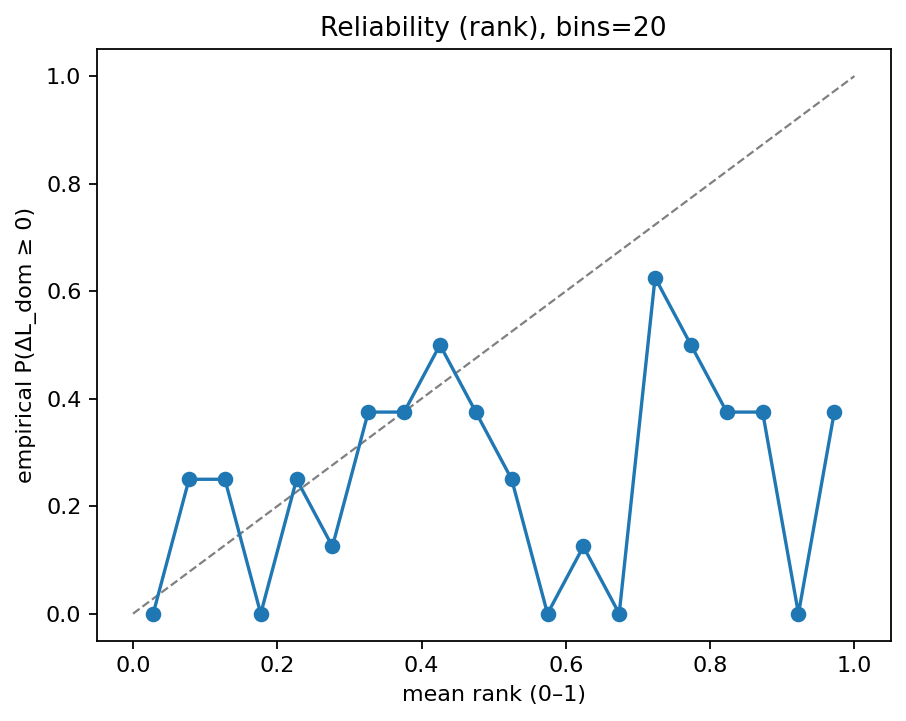 Reliability (rank), bins=20
1.0
0.8
0.6
0.4
0.2
0.0
empirical P(ΔL_dom ≥ 0)
0.0 0.2 0.4 0.6 0.8 1.0
mean rank (0–1)